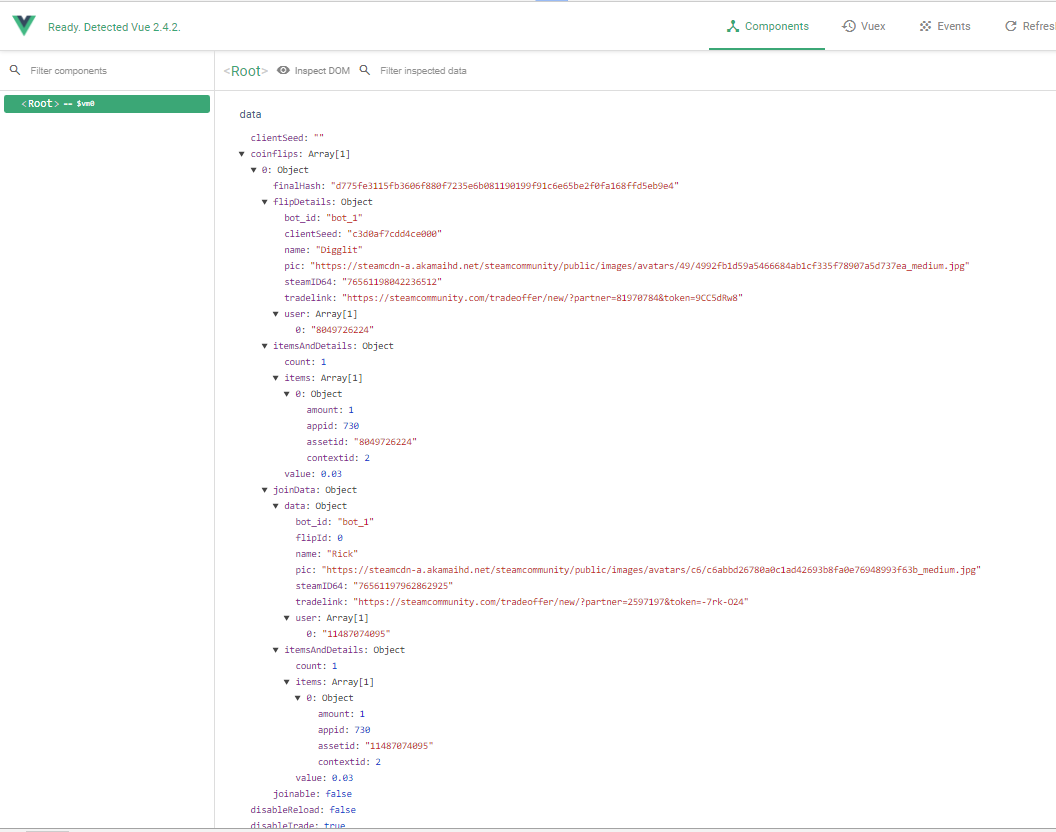 Ready. Detected Vue 2.4.2.
Components
Vuex
Events
Refres
Filter components
<Root>
Inspect DOM
Filter inspected data
<Root> == $vm0
data
clientSeed: ""
coinflips: Array[1]
0: Object
finalHash: "d775fe3115fb3606f880f7235e6b081190199f91c6e65be2f0fa168ffd5eb9e4"
flipDetails: Object
bot_id: "bot_1"
clientSeed: "c3d0af7cdd4ce000"
name: "Digglit"
pic: "https://steamcdn-a.akamaihd.net/steamcommunity/public/images/avatars/49/4992fb1d59a5466684ab1cf335f78907a5d737ea_medium.jpg"
steamID64: "76561198042236512"
tradelink: "https://steamcommunity.com/tradeoffer/new/?partner=81970784&token=9CC5dRw8"
user: Array[1]
0: "8049726224"
itemsAndDetails: Object
count: 1
items: Array[1]
0: Object
amount: 1
appid: 730
assetid: "8049726224"
contextid: 2
value: 0.03
joinData: Object
data: Object
bot_id: "bot_1"
flipId: 0
name: "Rick"
pic: "https://steamcdn-a.akamaihd.net/steamcommunity/public/images/avatars/c6/c6abbd26780a0c1ad42693b8fa0e76948993f63b_medium.jpg"
steamID64: "76561197962862925"
tradelink: "https://steamcommunity.com/tradeoffer/new/?partner=2597197&token=-7rk-O24"
user: Array[1]
0: "11487074095"
itemsAndDetails: Object
count: 1
items: Array[1]
0: Object
amount: 1
appid: 730
assetid: "11487074095"
contextid: 2
value: 0.03
joinable: false
disableReload: false
disableTrade: true